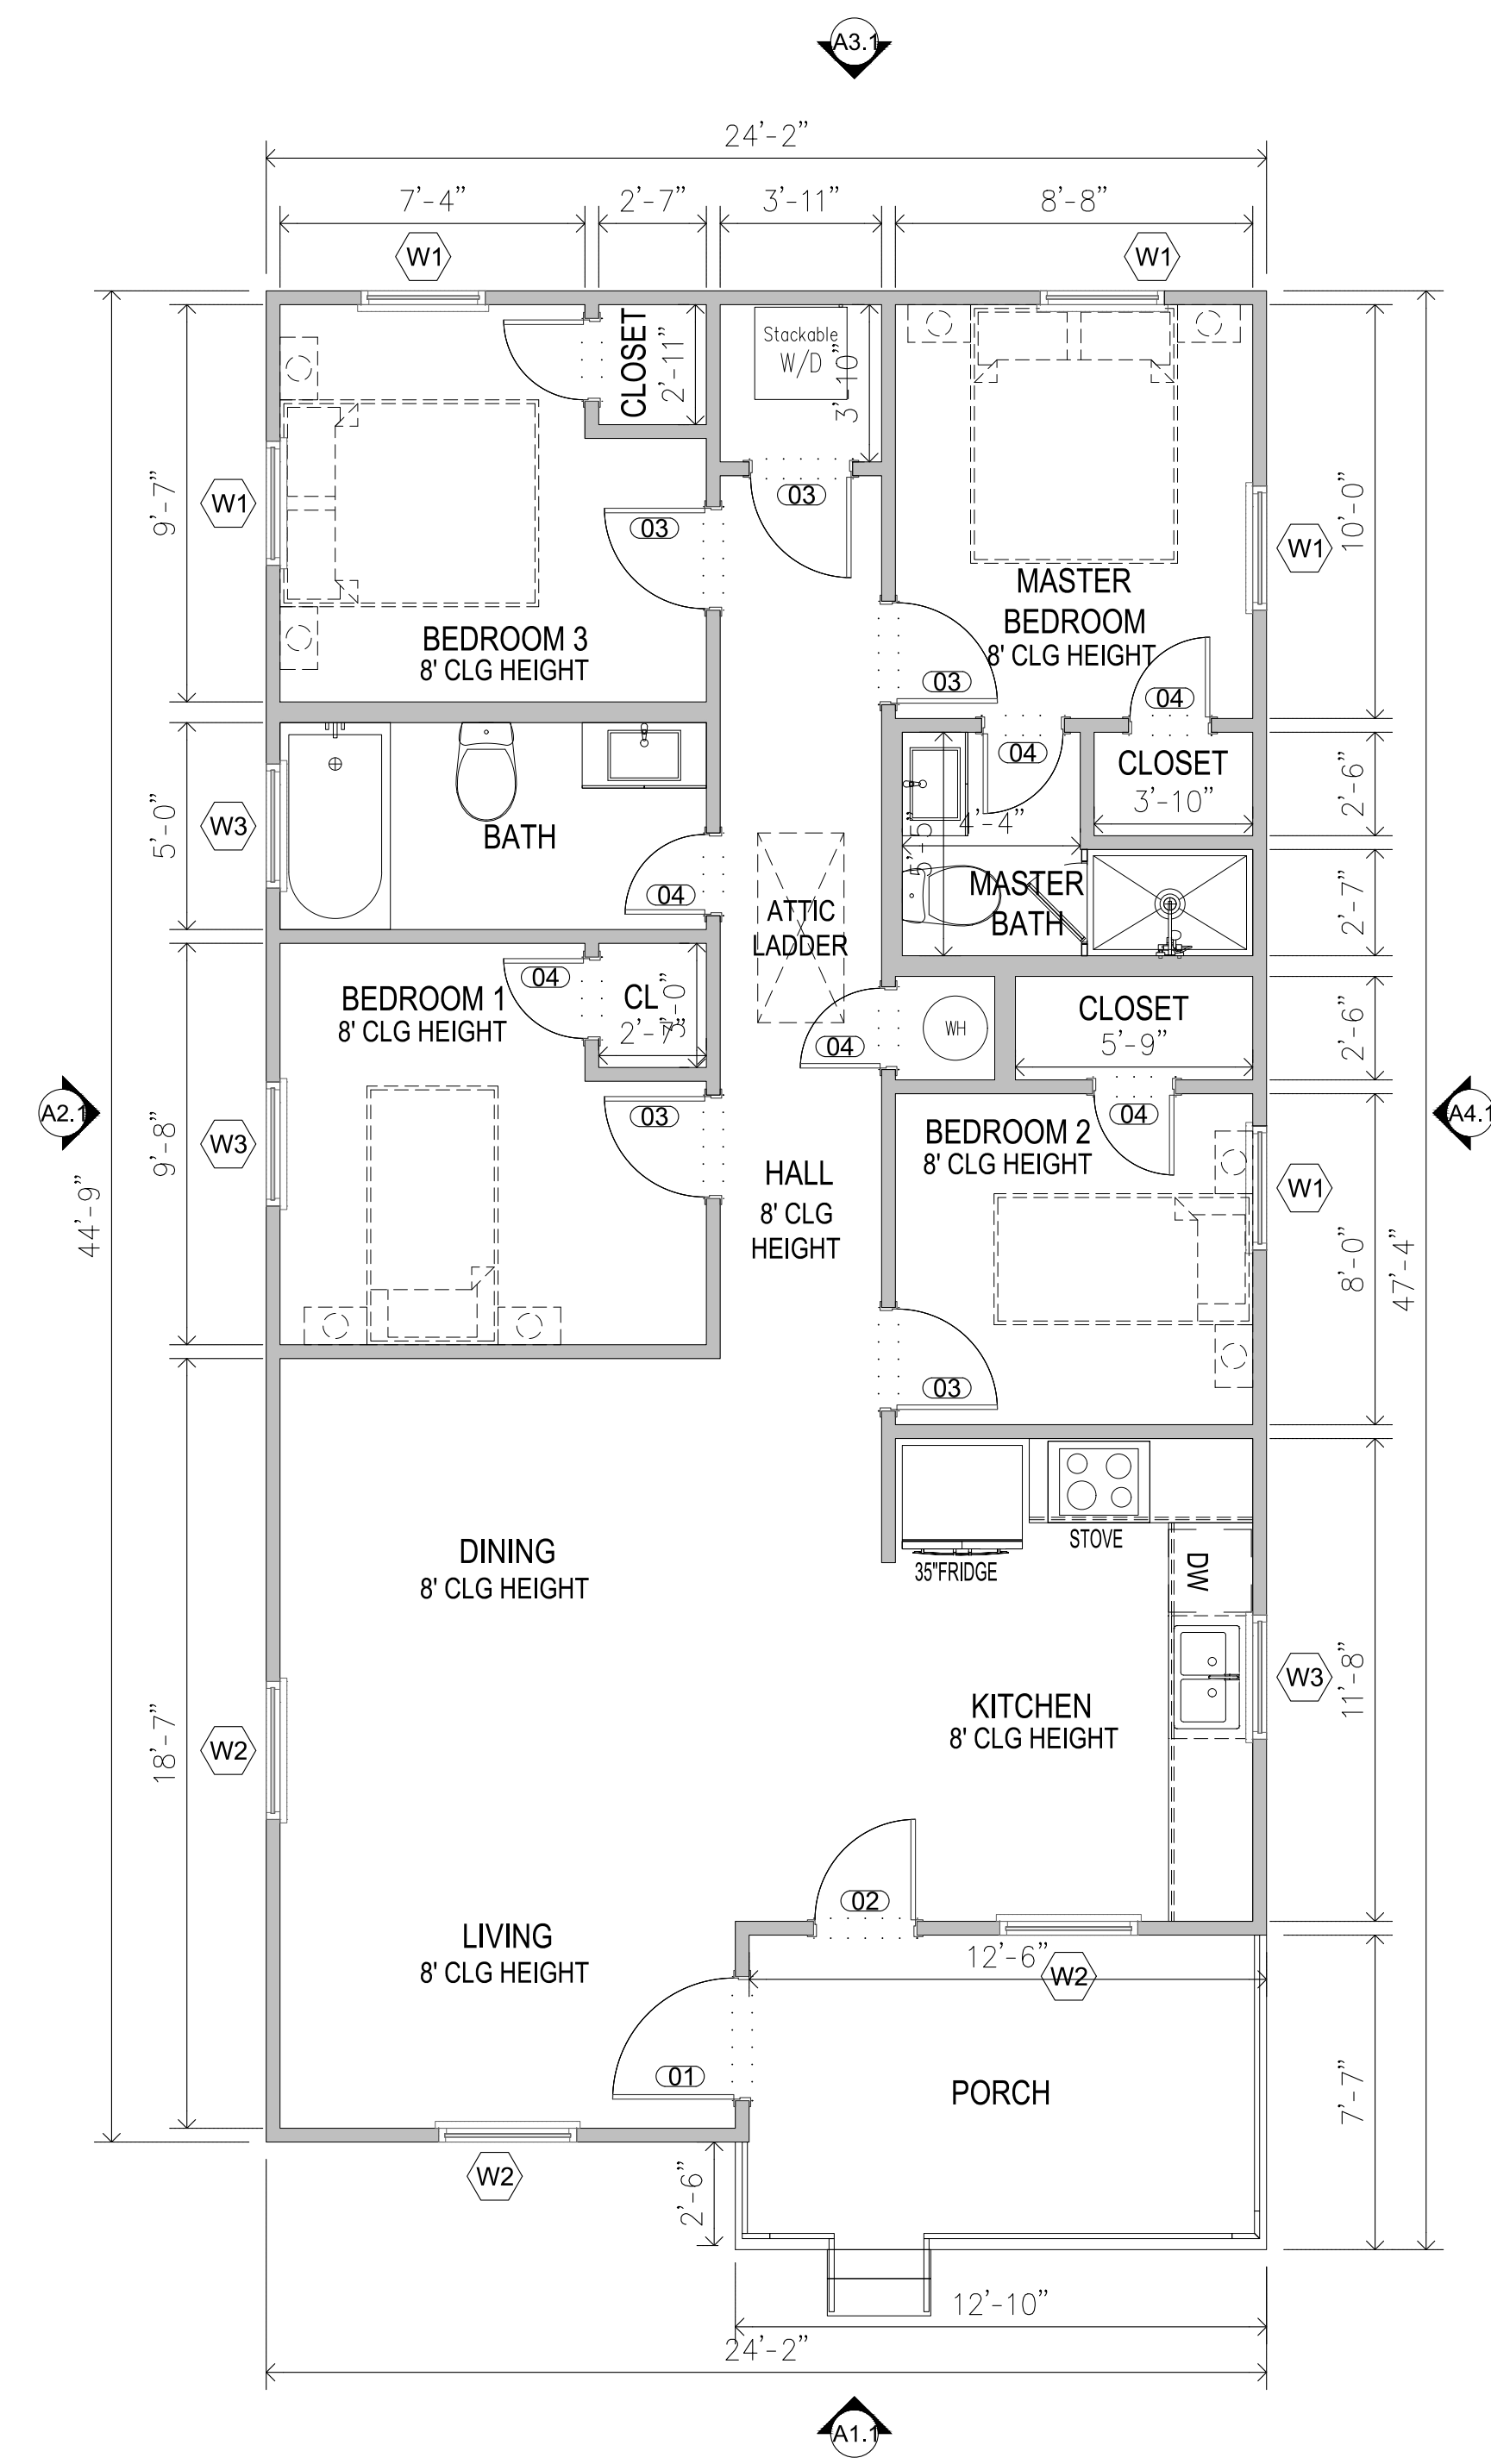 A3.1
24'-2"
7'-4"
2'-7"
3'-11"
8'-8"
W1
W1
CLOSET
2'-11"
Stackable
W/D
3'-10"
9'-7"
W1
03
03
W1
10'-0"
MASTER
BEDROOM
8' CLG HEIGHT
BEDROOM 3
8' CLG HEIGHT
03
04
5'-0"
W3
BATH
04
04
5'-5"
4'-4"
CLOSET
3'-10"
2'-6"
MASTER
BATH
2'-7"
ATTIC
LADDER
BEDROOM 1
8' CLG HEIGHT
04
CL
2'-7"
3'-0"
WH
04
CLOSET
5'-9"
2'-6"
A2.1
44'-9"
9'-8"
W3
03
04
BEDROOM 2
8' CLG HEIGHT
HALL
8' CLG
HEIGHT
W1
8'-0"
47'-4"
A4.1
03
DINING
8' CLG HEIGHT
35"FRIDGE
STOVE
DW
18'-7"
W2
KITCHEN
8' CLG HEIGHT
W3
11'-8"
02
LIVING
8' CLG HEIGHT
12'-6"
W2
01
PORCH
7'-7"
W2
2'-6"
12'-10"
24'-2"
A1.1